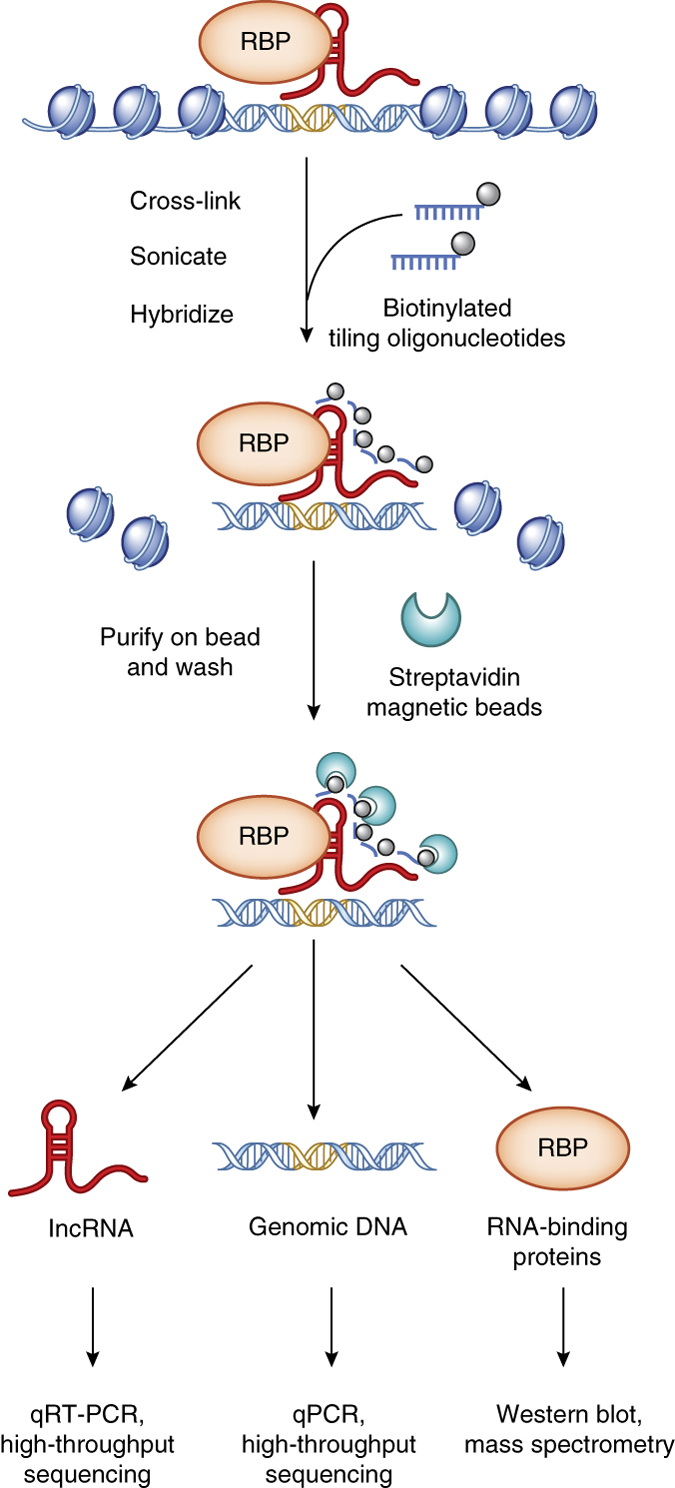 RBP
Cross-link
Sonicate
Hybridize
Biotinylated
tiling oligonucleotides
RBP
Purify on bead
and wash
Streptavidin
magnetic beads
RBP
RBP
lncRNA
Genomic DNA
RNA-binding
proteins
qRT-PCR,
high-throughput
sequencing
qPCR,
high-throughput
sequencing
Western blot,
mass spectrometry